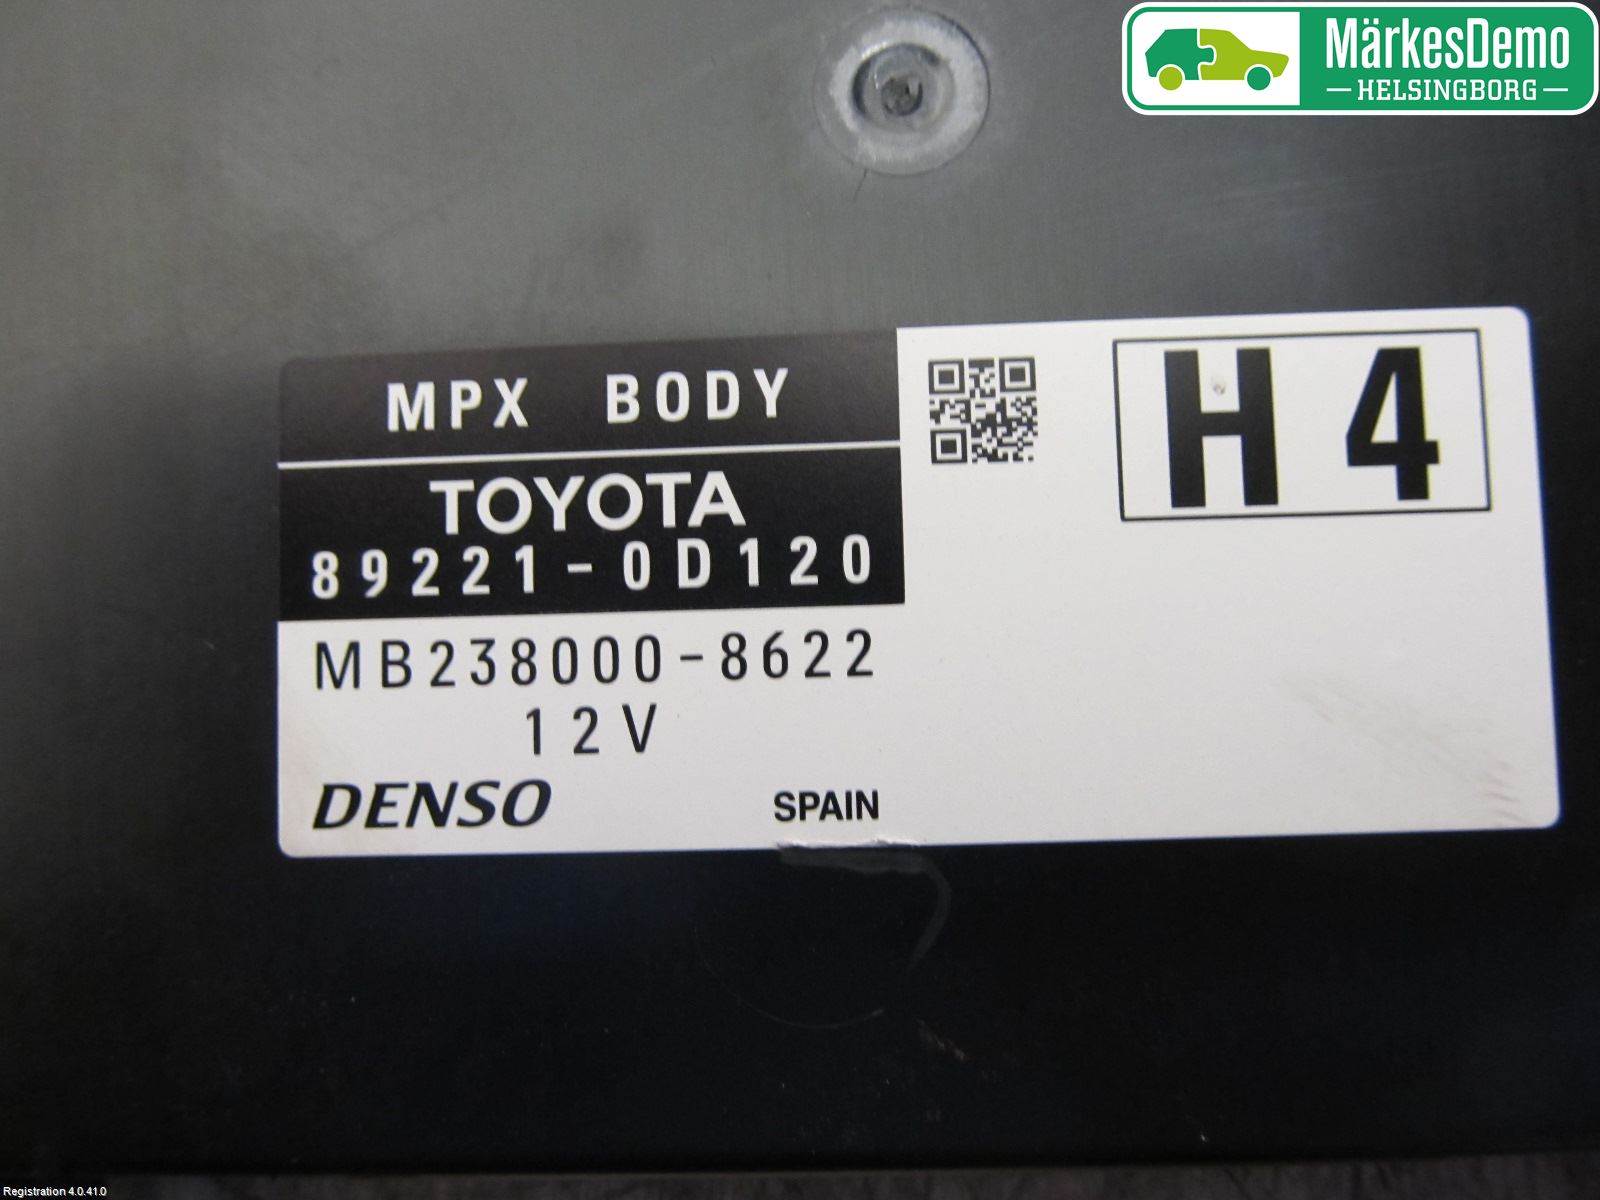 MärkesDemo
HELSINGBORG
MPX BODY
TOYOTA
89221-0D120
H4
MB238000-8622
12V
DENSO
SPAIN
Registration 4.0.41.0